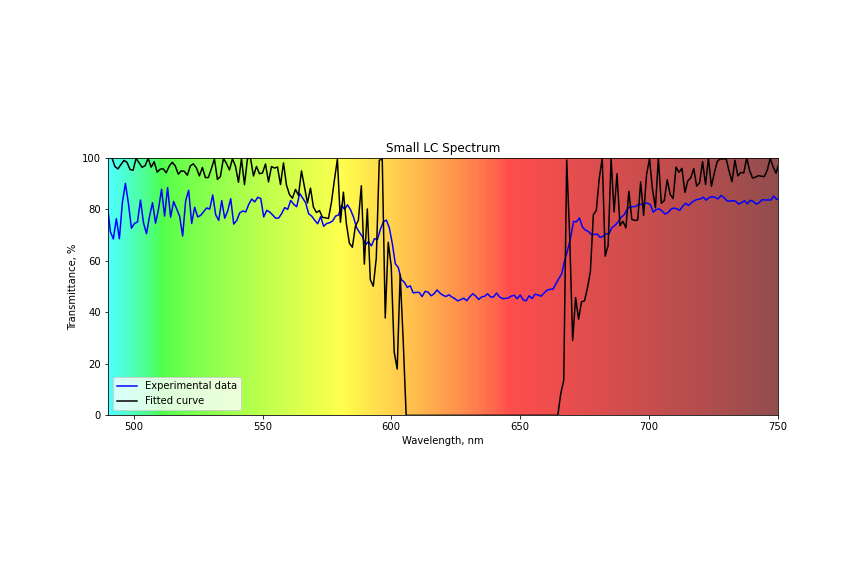 Small LC Spectrum
100
80
60
40
20
0
Transmittance, %
Experimental data
Fitted curve
500
550
600
650
700
750
Wavelength, nm